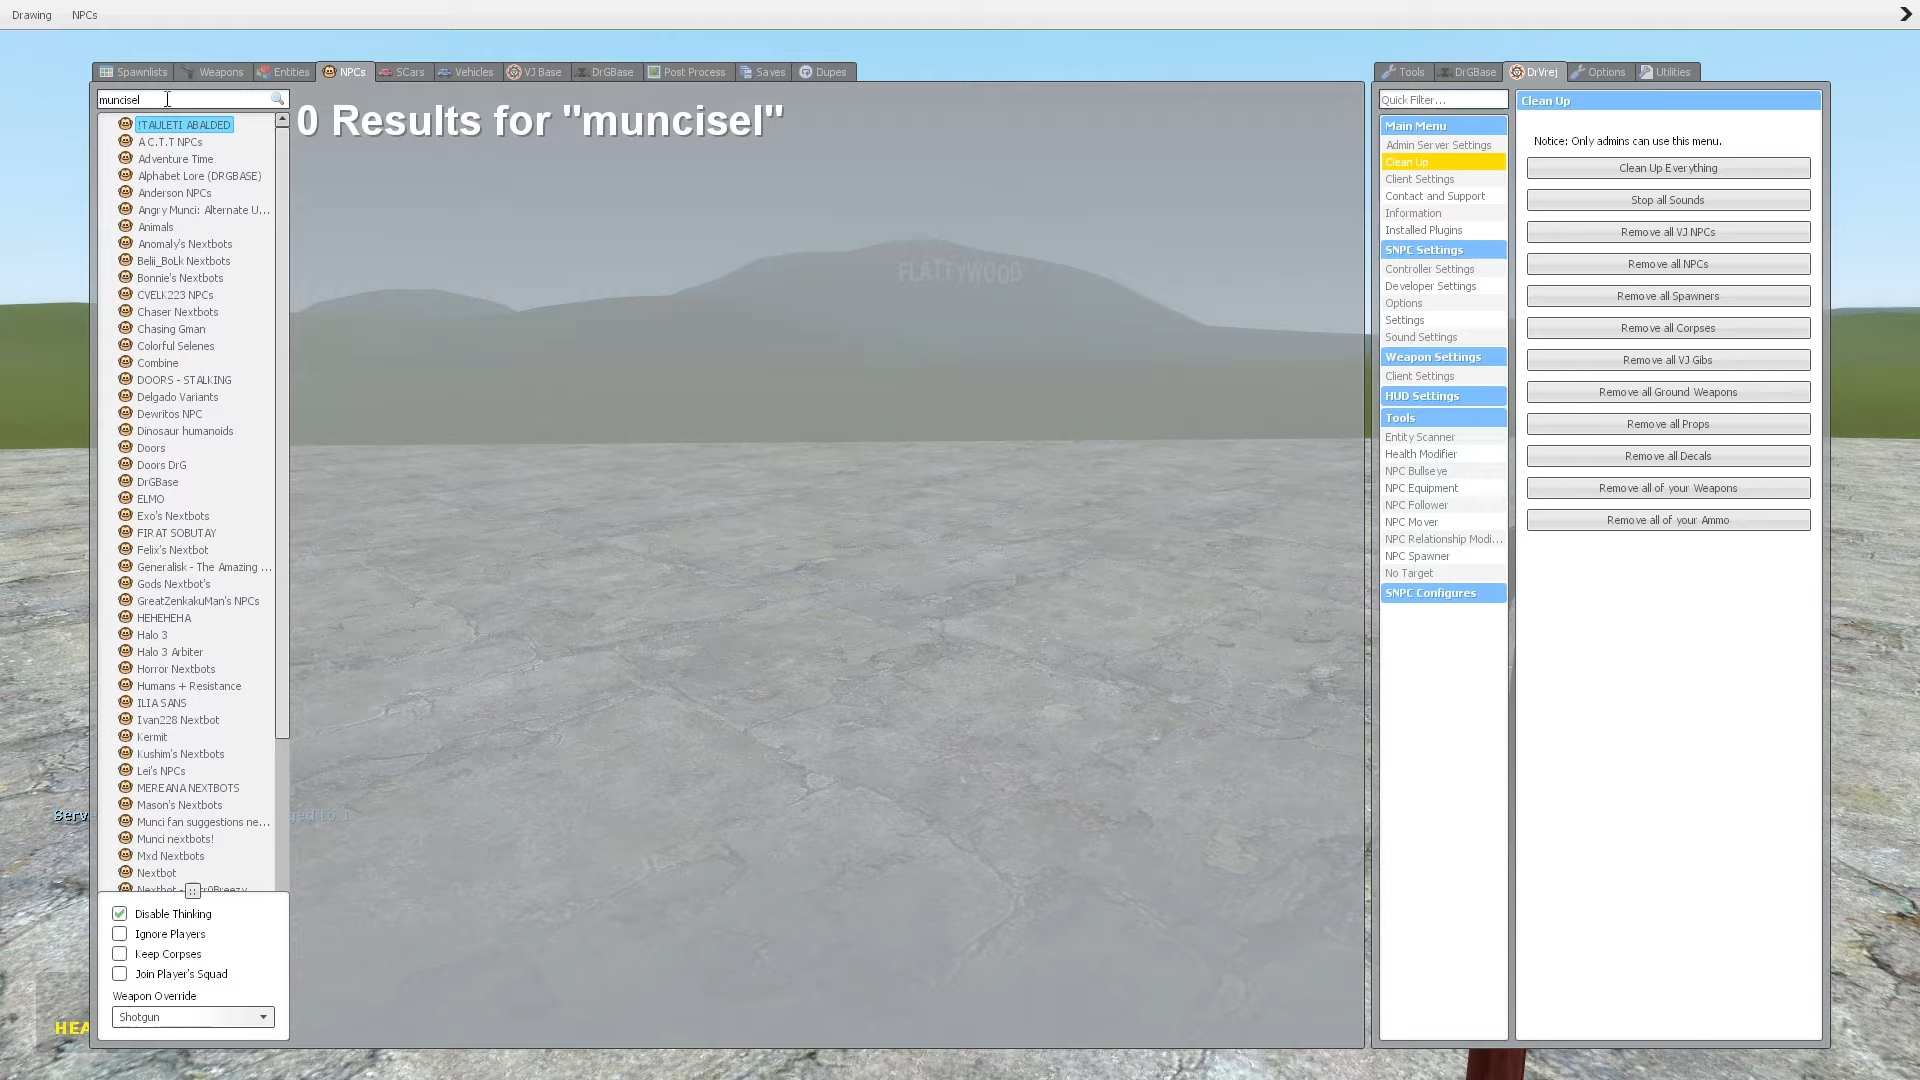 Drawing NPCs
Spawnlists Weapons Entities NPCs SCars Vehicles VJ Base DrGBase Post Process Saves Dupes
muncisel
0 Results for "muncisel"
!TAULETI ABALDED
A.C.T.T NPCs
Adventure Time
Alphabet Lore (DRGBASE)
Anderson NPCs
Angry Munci: Alternate U...
Animals
Anomaly's Nextbots
Belii_BoLk Nextbots
Bonnie's Nextbots
CVELK223 NPCs
Chaser Nextbots
Chasing Gman
Colorful Selenes
Combine
DOORS - STALKING
Delgado Variants
Dewritos NPC
Dinosaur humanoids
Doors
Doors DrG
DrGBase
ELMO
Exo's Nextbots
FIRAT SOBUTAY
Felix's Nextbot
Generalisk - The Amazing ...
Gods Nextbot's
GreatZenkakuMan's NPCs
HEHEHEHA
Halo 3
Halo 3 Arbiter
Horror Nextbots
Humans + Resistance
ILIA SANS
Ivan228 Nextbot
Kermit
Kushim's Nextbots
Lei's NPCs
MEREANA NEXTBOTS
Mason's Nextbots
Munci fan suggestions ne...
Munci nextbots!
Mxd Nextbots
Nextbot
Disable Thinking
Ignore Players
Keep Corpses
Join Player's Squad
Weapon Override
Shotgun
FLATTYWOOD
Serv
ged to 1
HEA
Tools DrGBase DrVrej Options Utilities
Quick Filter...
Main Menu
Admin Server Settings
Clean Up
Client Settings
Contact and Support
Information
Installed Plugins
SNPC Settings
Controller Settings
Developer Settings
Options
Settings
Sound Settings
Weapon Settings
Client Settings
HUD Settings
Tools
Entity Scanner
Health Modifier
NPC Bullseye
NPC Equipment
NPC Follower
NPC Mover
NPC Relationship Modi...
NPC Spawner
No Target
SNPC Configures
Clean Up
Notice: Only admins can use this menu.
Clean Up Everything
Stop all Sounds
Remove all VJ NPCs
Remove all NPCs
Remove all Spawners
Remove all Corpses
Remove all VJ Gibs
Remove all Ground Weapons
Remove all Props
Remove all Decals
Remove all of your Weapons
Remove all of your Ammo